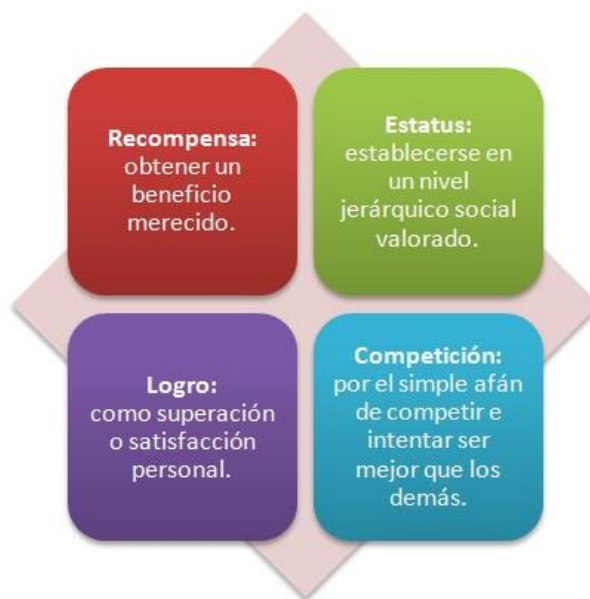 Recompensa:
obtener un
beneficio
merecido.
Estatus:
establecerse en
un nivel
jerárquico social
valorado.
Logro:
como superación
o satisfacción
personal.
Competición:
por el simple afán
de competir e
intentar ser
mejor que los
demás.